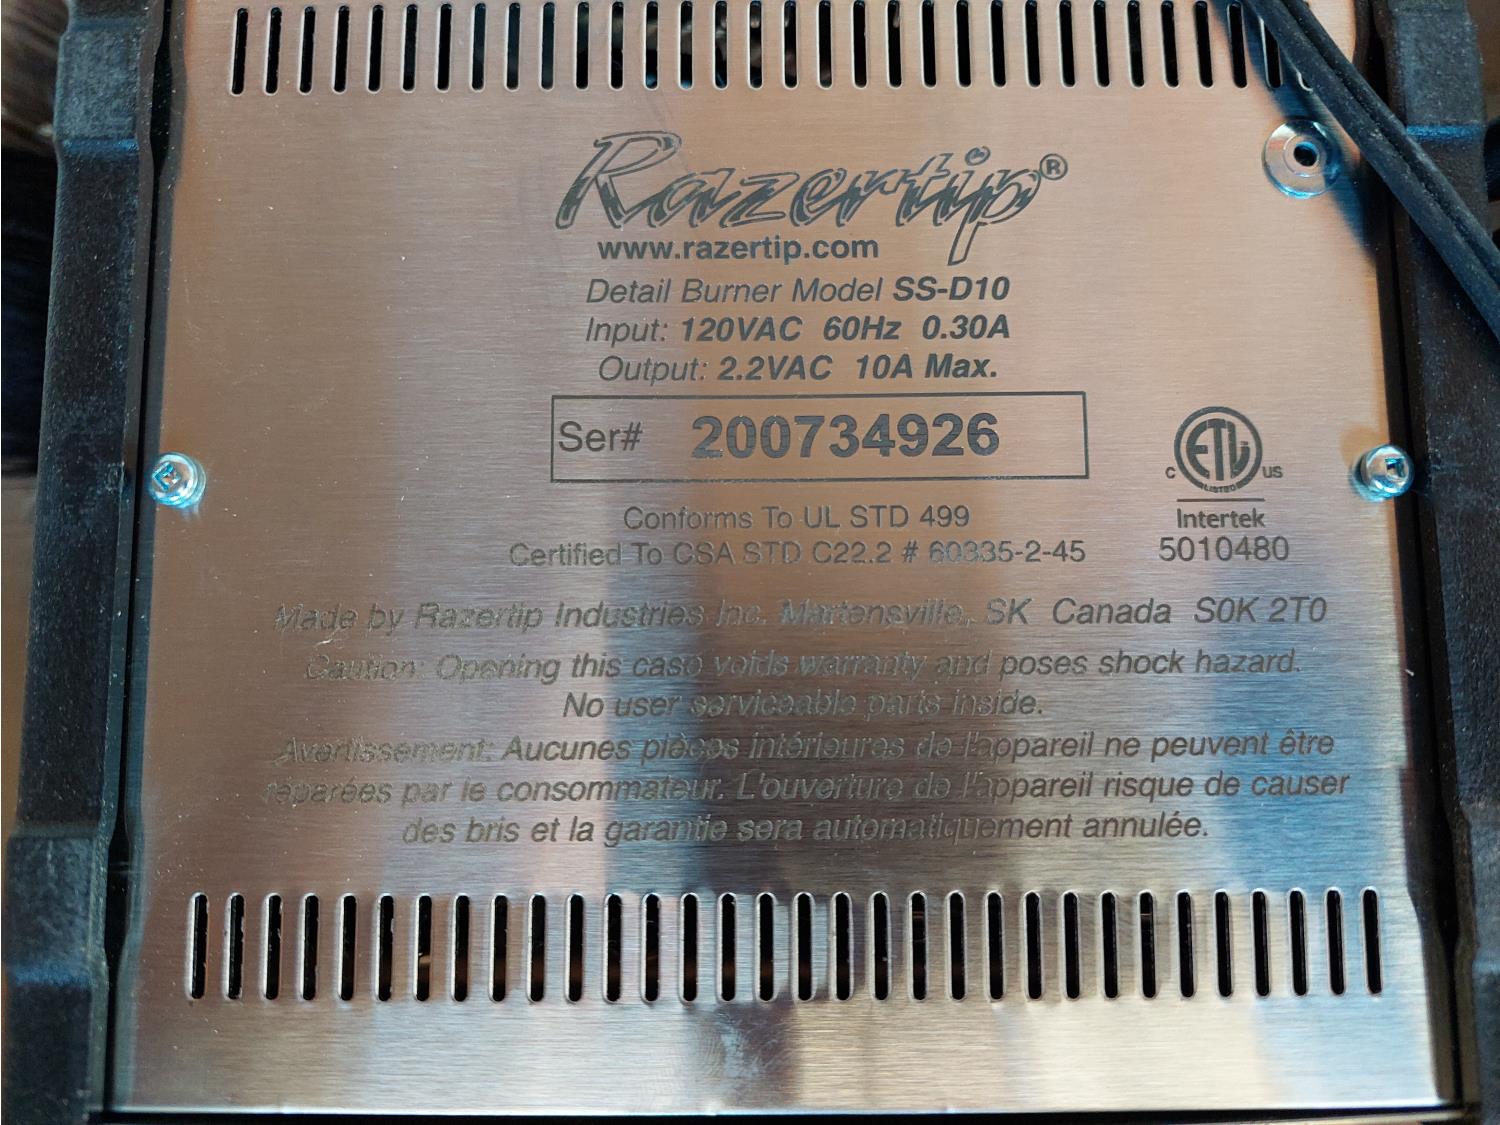 Razertip®
www.razertip.com
Detail Burner Model SS-D10
Input: 120VAC 60Hz 0.30A
Output: 2.2VAC 10A Max.
Ser# 200734926
ETL
C US
LISTED
Intertek
5010480
Conforms To UL STD 499
Certified To CSA STD C22.2 # 60335-2-45
Made by Razertip Industries Inc. Martensville, SK Canada S0K 2T0
Caution: Opening this case voids warranty and poses shock hazard.
No user serviceable parts inside.
Avertissement: Aucunes pièces intérieures de l'appareil ne peuvent être
réparées par le consommateur. L'ouverture de l'appareil risque de causer
des bris et la garantie sera automatiquement annulée.